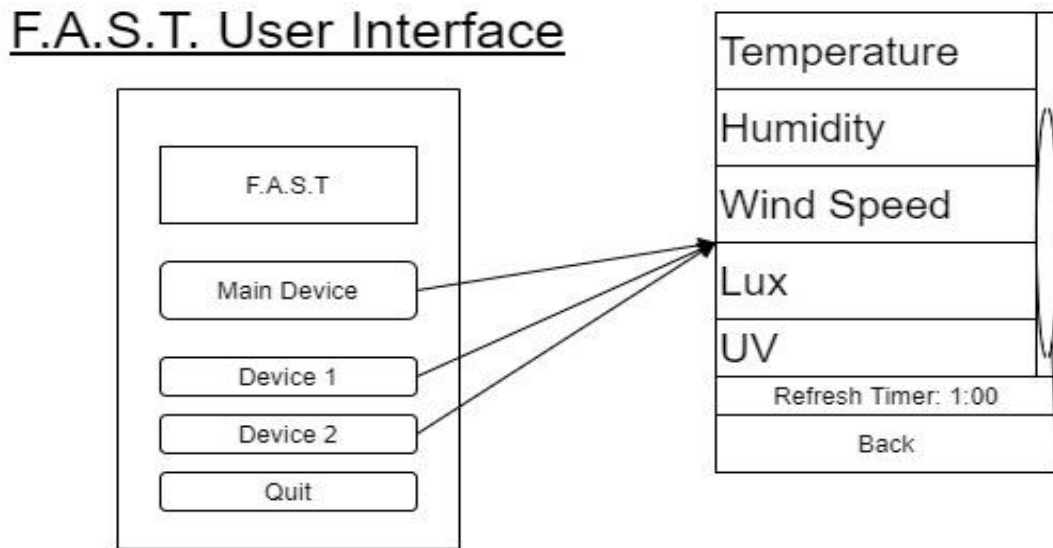 F.A.S.T. User Interface
F.A.S.T
Main Device
Device 1
Device 2
Quit
Temperature
Humidity
Wind Speed
Lux
UV
Refresh Timer: 1:00
Back